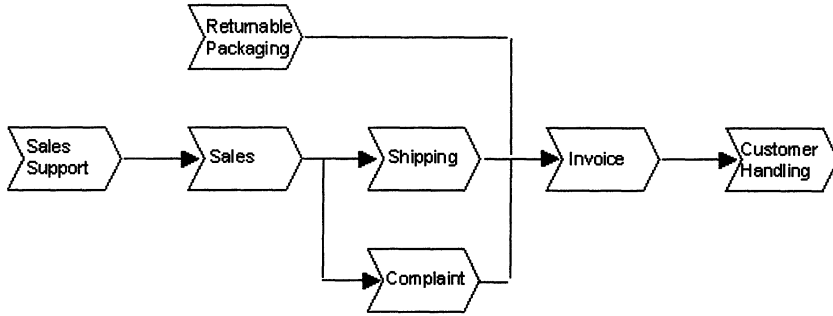 Returnable
Packaging
Sales
Support
Sales
Shipping
Invoice
Customer
Handling
Complaint